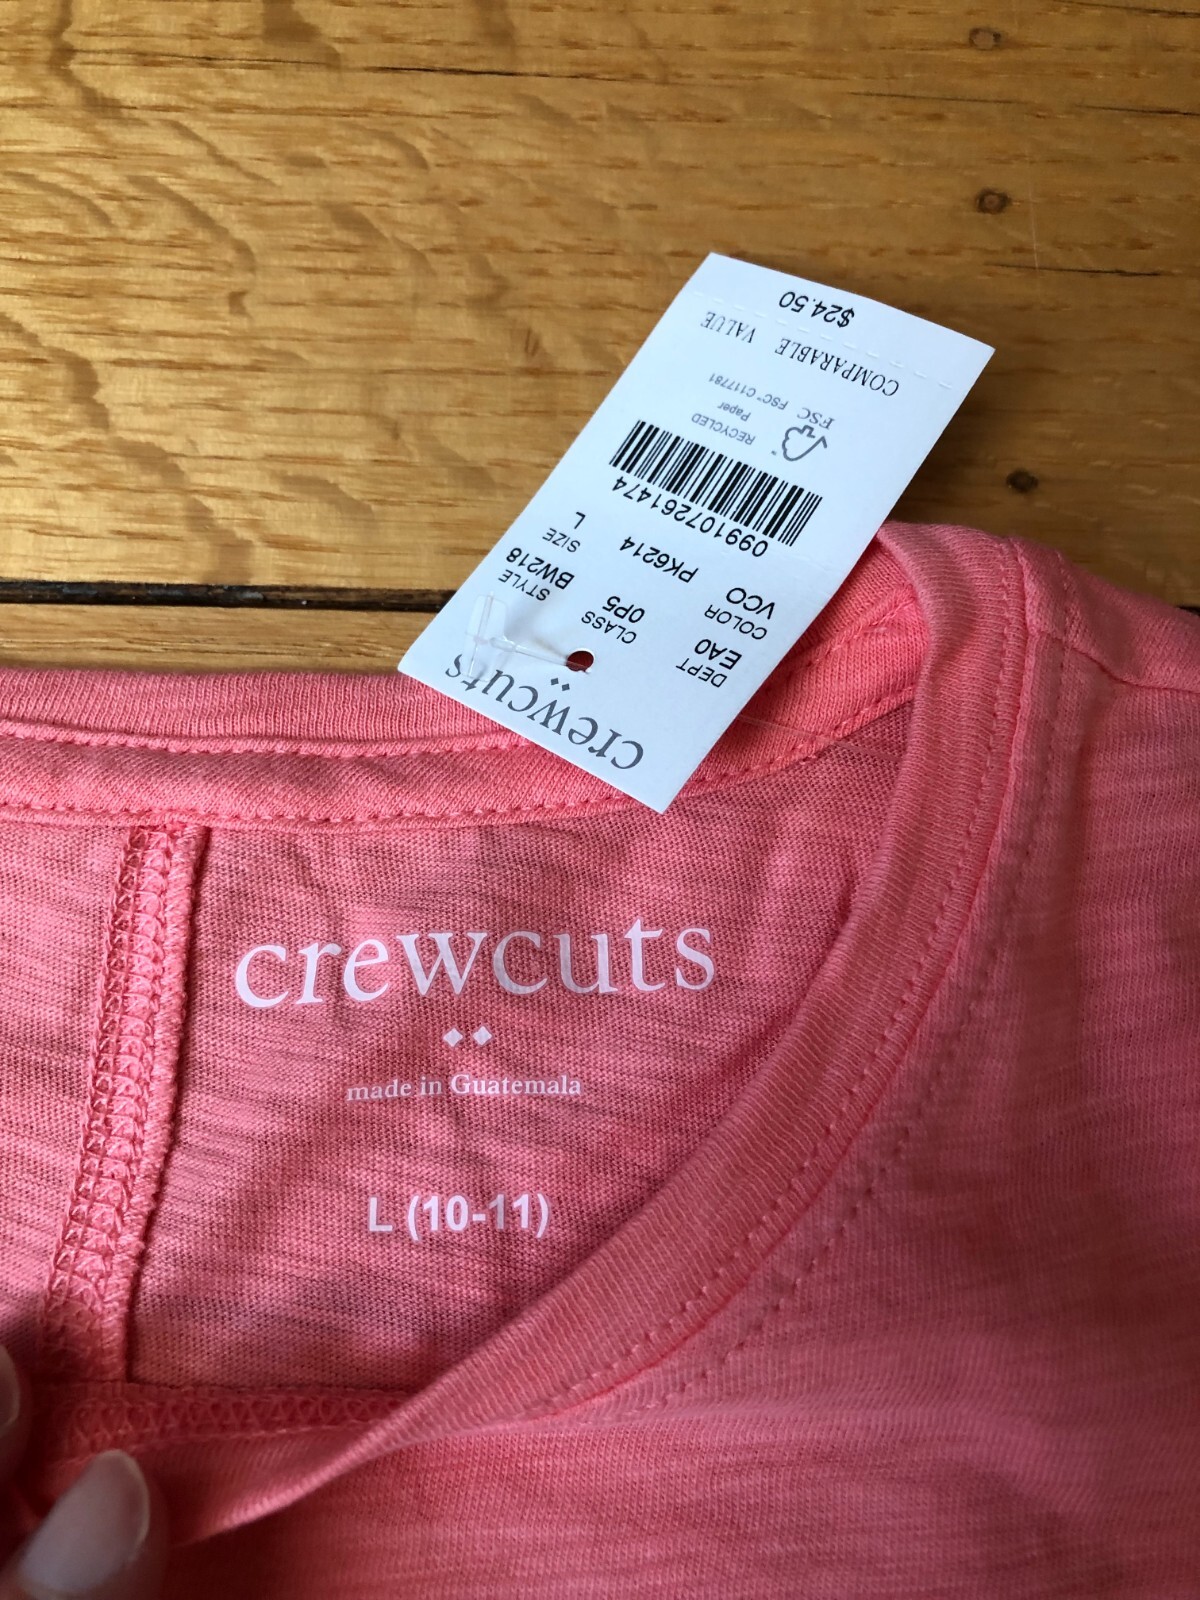 crewcuts
DEPT CLASS STYLE SIZE
EA0 0P5 BW218 L
COLOR
VCO PK6214
099107261474
RECYCLED
Paper
FSC FSC® C117781
COMPARABLE VALUE
$24.50
crewcuts
made in Guatemala
L (10-11)